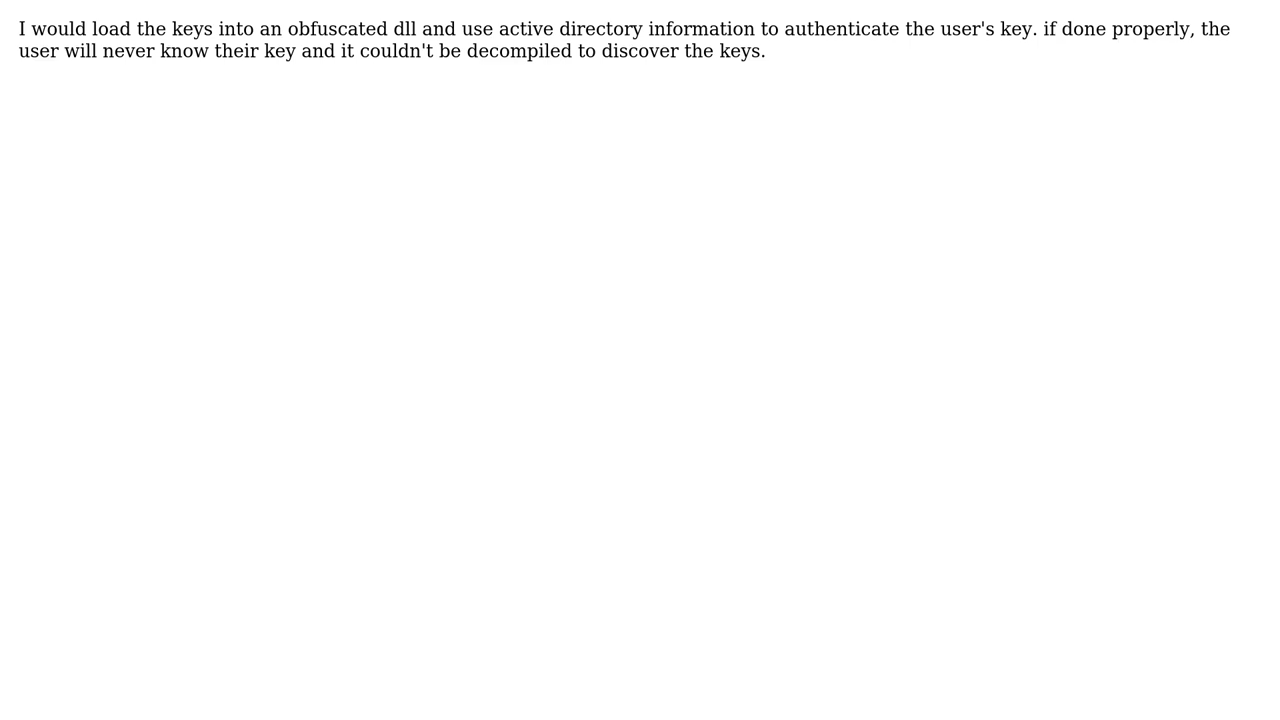 I would load the keys into an obfuscated dll and use active directory information to authenticate the user's key. if done properly, the
user will never know their key and it couldn't be decompiled to discover the keys.